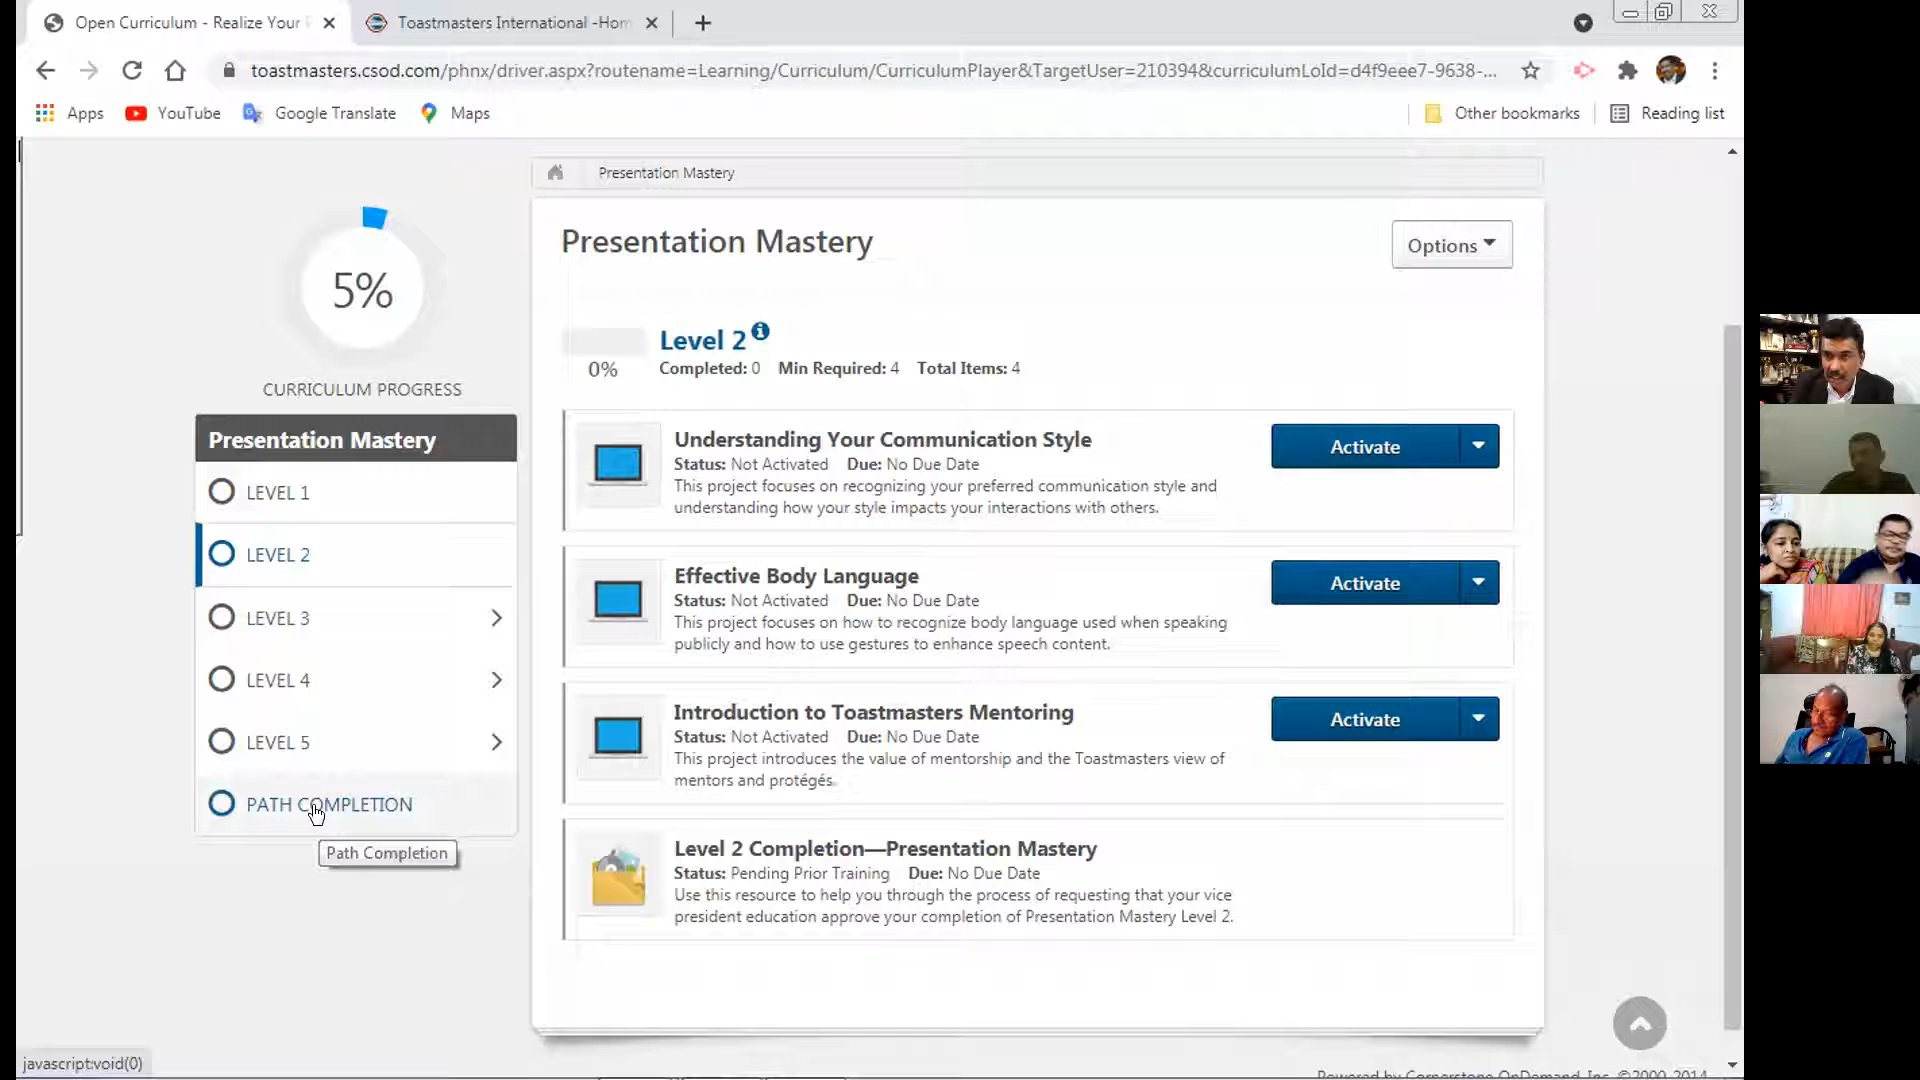 Open Curriculum - Realize Your P
Toastmasters International -Hom
toastmasters.csod.com/phnx/driver.aspx?routename=Learning/Curriculum/CurriculumPlayer&TargetUser=210394&curriculumLoId=d4f9eee7-9638-...
Apps
YouTube
Google Translate
Maps
Other bookmarks
Reading list
Presentation Mastery
5%
CURRICULUM PROGRESS
Presentation Mastery
LEVEL 1
LEVEL 2
LEVEL 3
LEVEL 4
LEVEL 5
PATH COMPLETION
Path Completion
Presentation Mastery
Options
0%
Level 2
Completed: 0 Min Required: 4 Total Items: 4
Understanding Your Communication Style
Status: Not Activated Due: No Due Date
This project focuses on recognizing your preferred communication style and
understanding how your style impacts your interactions with others.
Activate
Effective Body Language
Status: Not Activated Due: No Due Date
This project focuses on how to recognize body language used when speaking
publicly and how to use gestures to enhance speech content.
Activate
Introduction to Toastmasters Mentoring
Status: Not Activated Due: No Due Date
This project introduces the value of mentorship and the Toastmasters view of
mentors and protégés.
Activate
Level 2 Completion—Presentation Mastery
Status: Pending Prior Training Due: No Due Date
Use this resource to help you through the process of requesting that your vice
president education approve your completion of Presentation Mastery Level 2.
javascript:void(0)
Powered by Cornerstone OnDemand, Inc. ©2000-2014